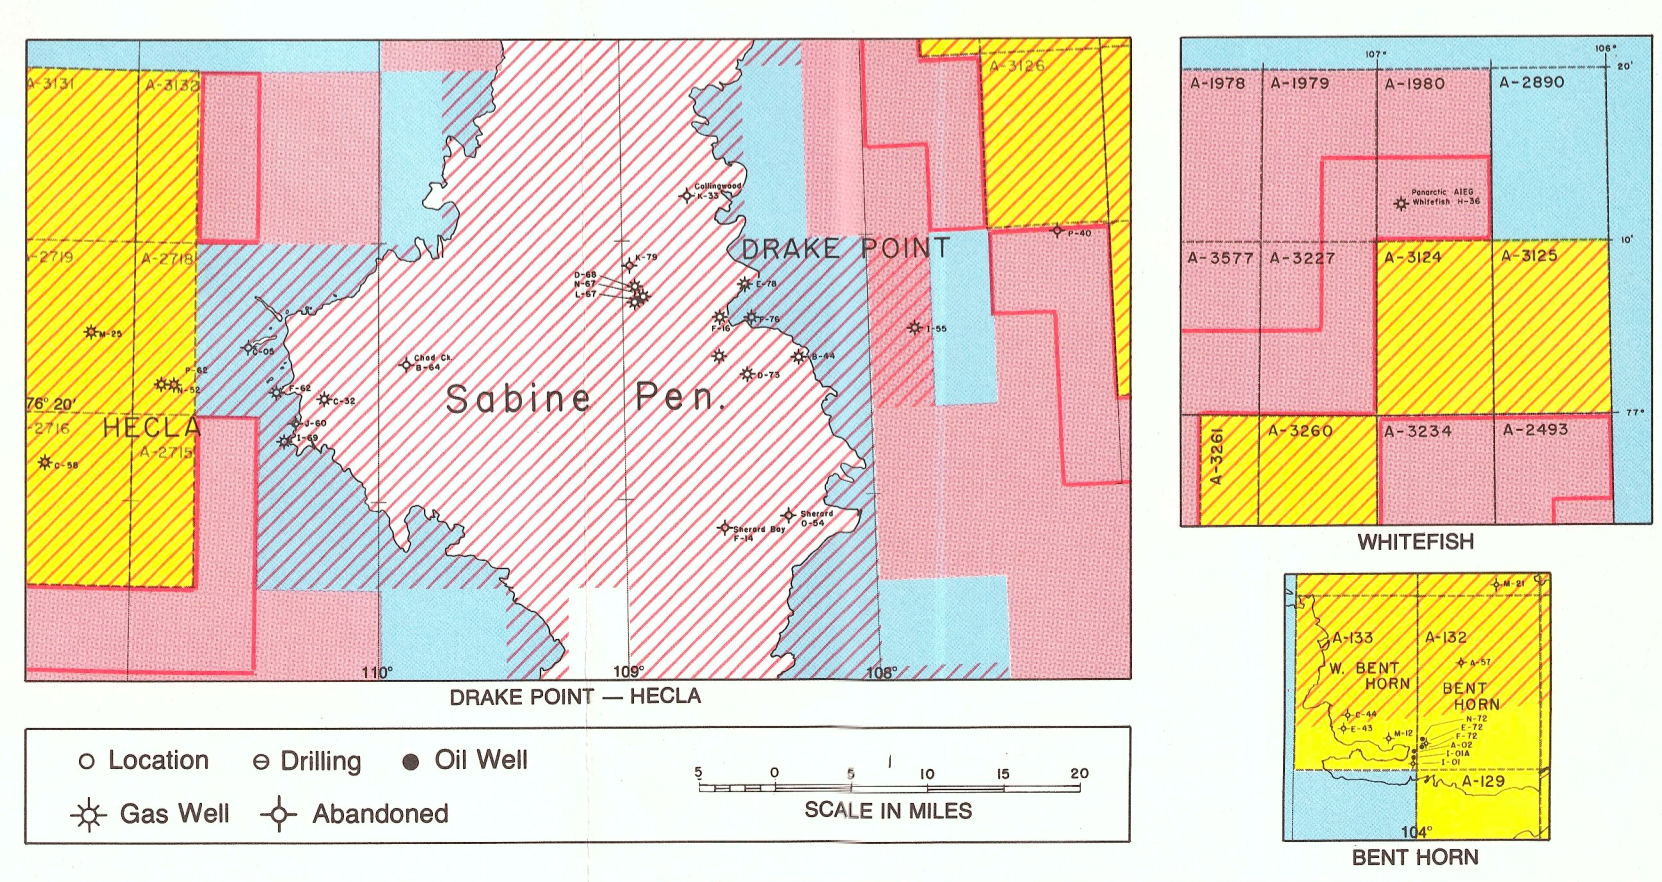 A-3131
A-3132
A-3126
Collingwood
K-33
P-40
DRAKE POINT
-2719
A-2718
K-79
D-68
N-67
L-67
E-78
F-16
F-76
I-55
M-25
C-05
B-44
Chad Ck.
B-64
P-62
N-52
F-62
C-32
D-73
Sabine Pen.
76° 20'
-2716
HECLA
J-60
I-69
A-2715
C-58
Sherard
O-54
Sherard Bay
F-14
110°
109°
108°
DRAKE POINT — HECLA
Location
Drilling
Oil Well
Gas Well
Abandoned
5 0 5 10 15 20
SCALE IN MILES
107°
106°
20'
A-1978
A-1979
A-1980
A-2890
Panarctic AIEG
Whitefish H-36
10'
A-3577
A-3227
A-3124
A-3125
77°
A-3261
A-3260
A-3234
A-2493
WHITEFISH
M-21
A-133
A-132
A-57
W. BENT
HORN
BENT
HORN
C-44
E-43
M-12
N-72
E-72
F-72
A-02
I-01A
I-01
A-129
104°
BENT HORN